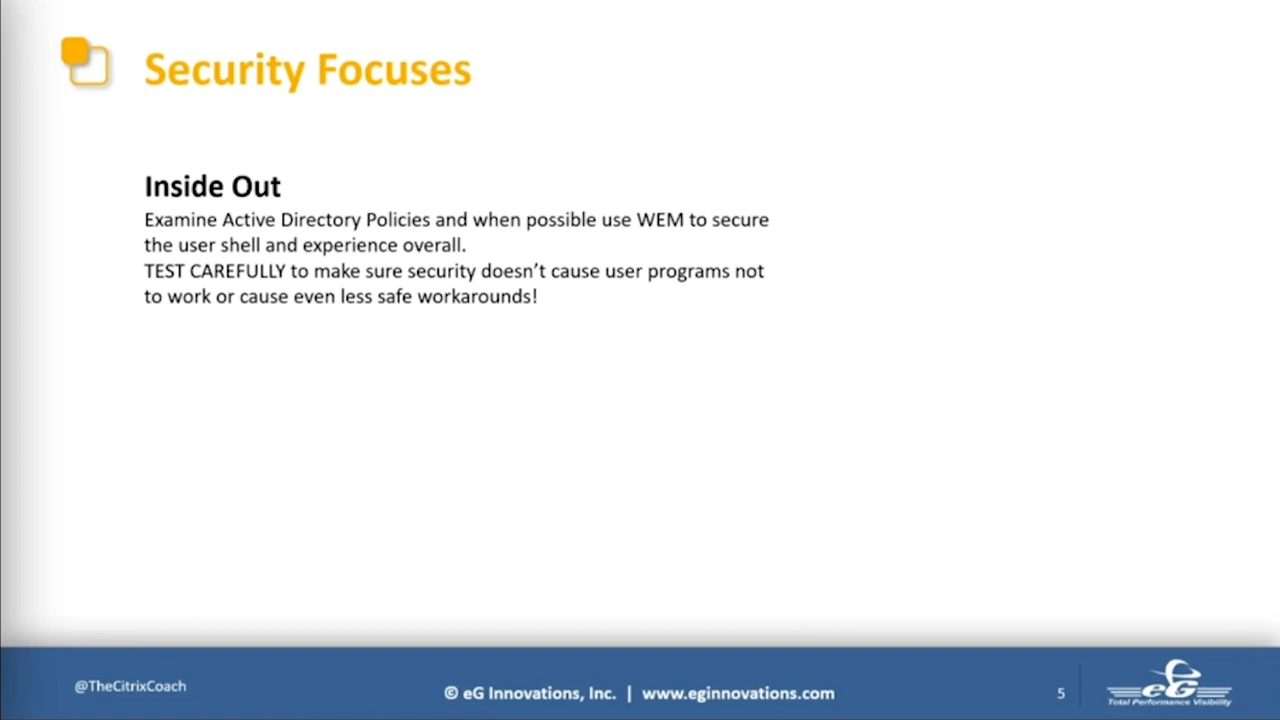 Security Focuses
Inside Out
Examine Active Directory Policies and when possible use WEM to secure
the user shell and experience overall.
TEST CAREFULLY to make sure security doesn’t cause user programs not
to work or cause even less safe workarounds!
@TheCitrixCoach
© eG Innovations, Inc. | www.eginnovations.com
5
eG
Total Performance Visibility